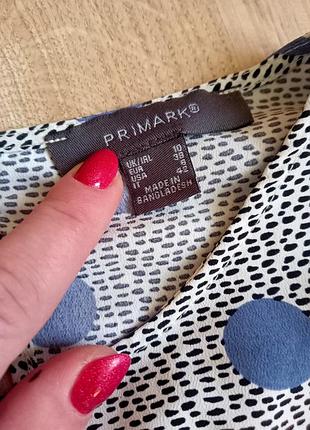 PRIMARK®
UK/IRL 10
EUR 38
USA 6
IT 42
MADE IN
BANGLADESH